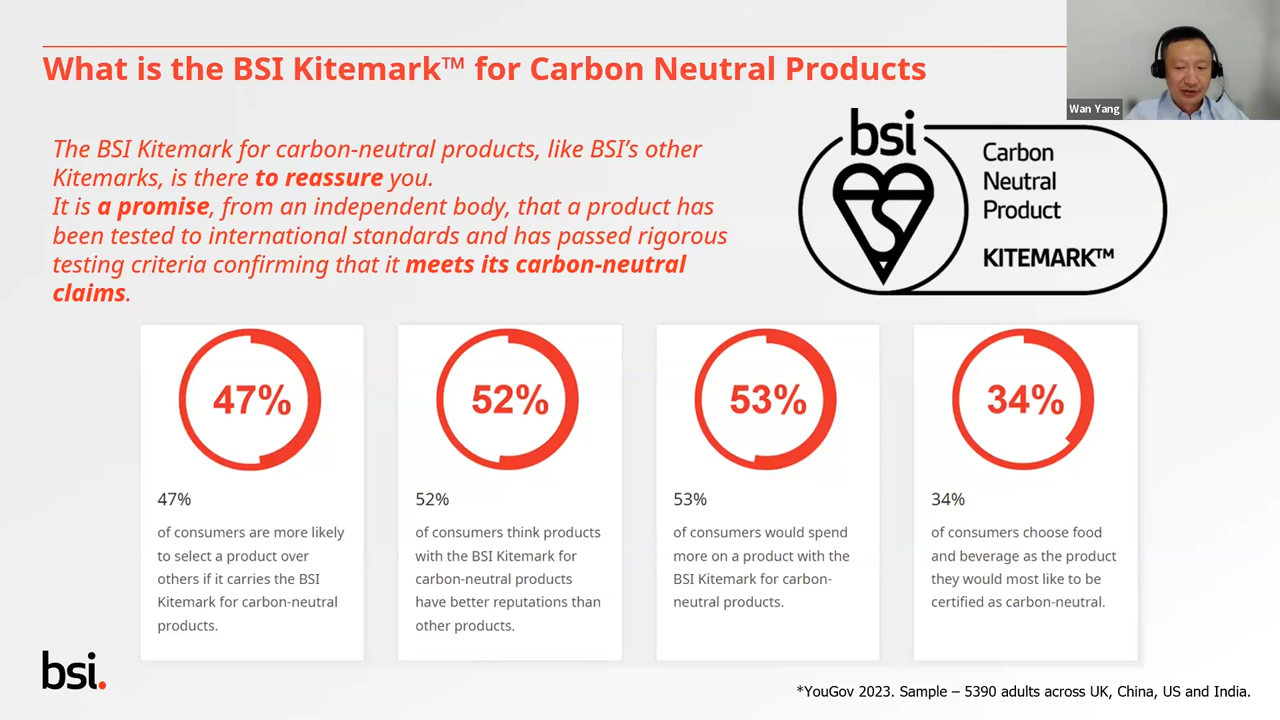 What is the BSI Kitemark™ for Carbon Neutral Products
Wan Yang
The BSI Kitemark for carbon-neutral products, like BSI’s other
Kitemarks, is there to reassure you.
It is a promise, from an independent body, that a product has
been tested to international standards and has passed rigorous
testing criteria confirming that it meets its carbon-neutral
claims.
bsi
Carbon
Neutral
Product
KITEMARK™
47%
52%
53%
34%
47%
of consumers are more likely
to select a product over
others if it carries the BSI
Kitemark for carbon-neutral
products.
52%
of consumers think products
with the BSI Kitemark for
carbon-neutral products
have better reputations than
other products.
53%
of consumers would spend
more on a product with the
BSI Kitemark for carbon-
neutral products.
34%
of consumers choose food
and beverage as the product
they would most like to be
certified as carbon-neutral.
bsi.
*YouGov 2023. Sample – 5390 adults across UK, China, US and India.